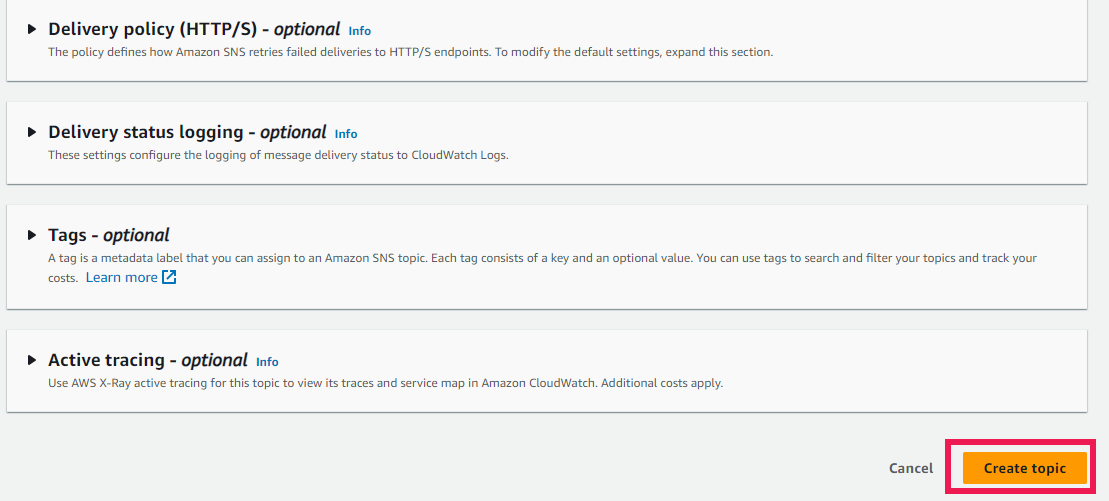 Delivery policy (HTTP/S) - optional Info
The policy defines how Amazon SNS retries failed deliveries to HTTP/S endpoints. To modify the default settings, expand this section.
Delivery status logging - optional Info
These settings configure the logging of message delivery status to CloudWatch Logs.
Tags - optional
A tag is a metadata label that you can assign to an Amazon SNS topic. Each tag consists of a key and an optional value. You can use tags to search and filter your topics and track your
costs. Learn more
Active tracing - optional Info
Use AWS X-Ray active tracing for this topic to view its traces and service map in Amazon CloudWatch. Additional costs apply.
Cancel Create topic